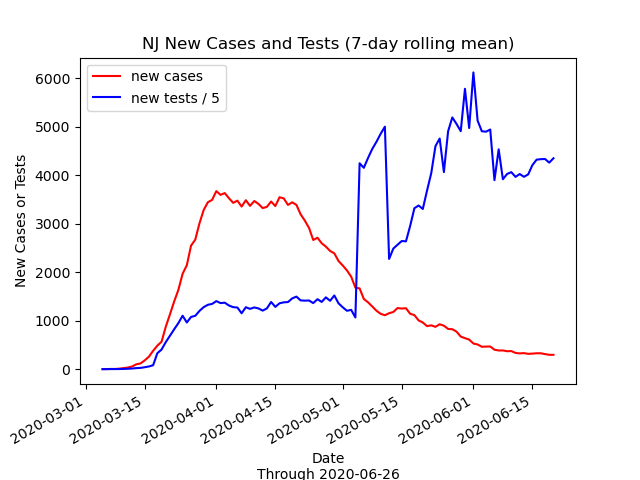 NJ New Cases and Tests (7-day rolling mean)
new cases
new tests / 5
New Cases or Tests
6000
5000
4000
3000
2000
1000
0
2020-03-01
2020-03-15
2020-04-01
2020-04-15
2020-05-01
2020-05-15
2020-06-01
2020-06-15
Date
Through 2020-06-26